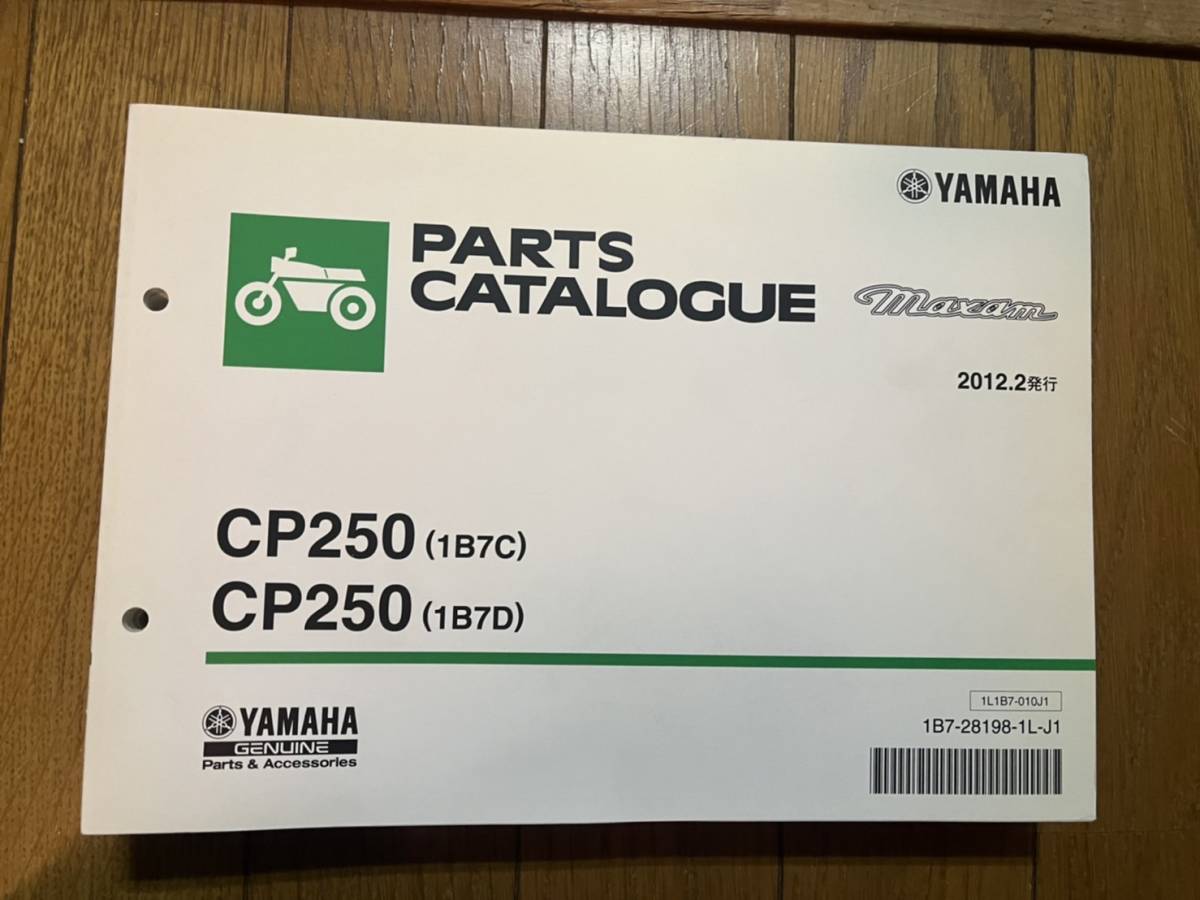 YAMAHA
PARTS
CATALOGUE
Maxam
2012.2発行
CP250 (1B7C)
CP250 (1B7D)
1L1B7-010J1
1B7-28198-1L-J1
YAMAHA
GENUINE
Parts & Accessories